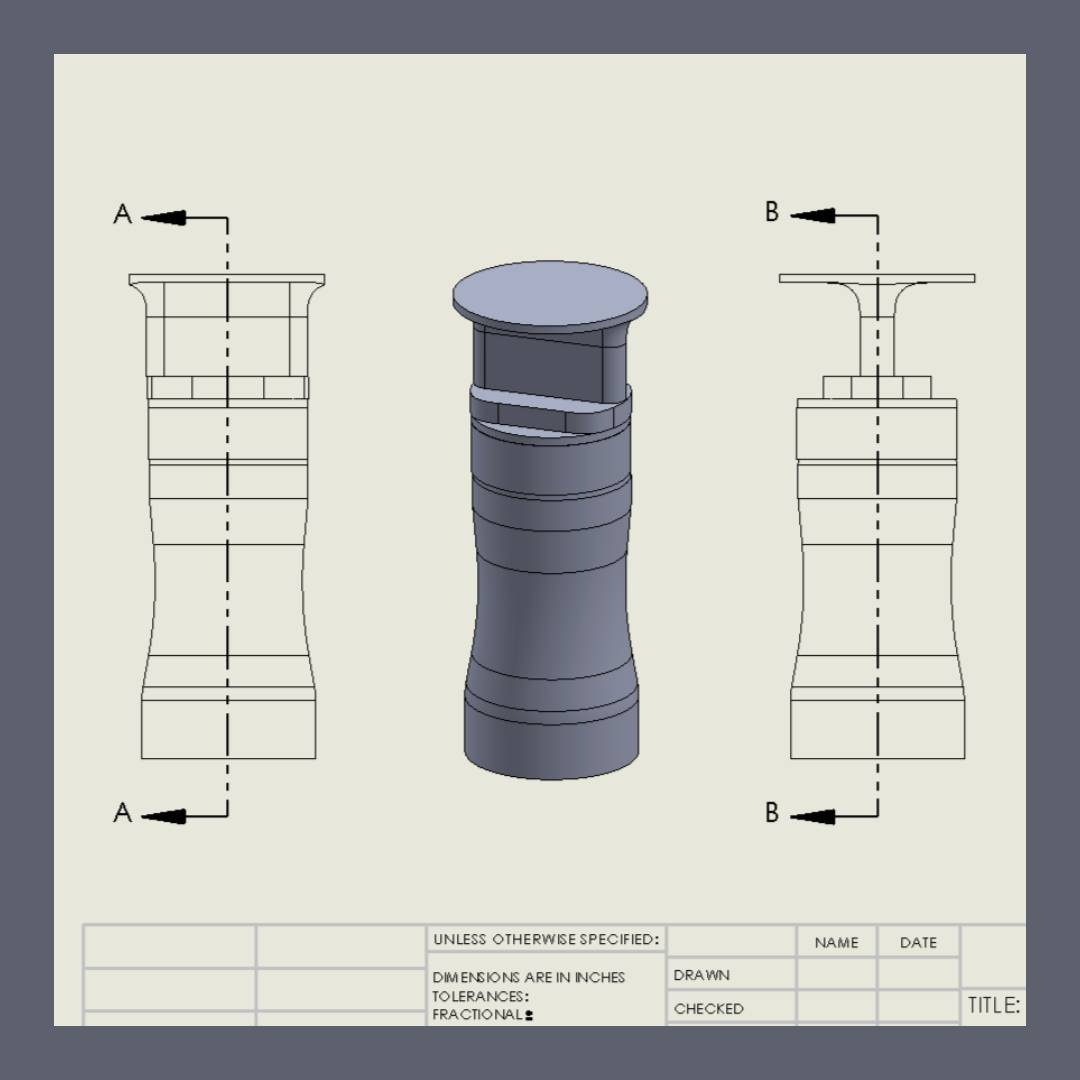 A
B
A
B
UNLESS OTHERWISE SPECIFIED:
NAME
DATE
DIMENSIONS ARE IN INCHES
DRAWN
TOLERANCES:
TITLE:
FRACTIONAL
CHECKED